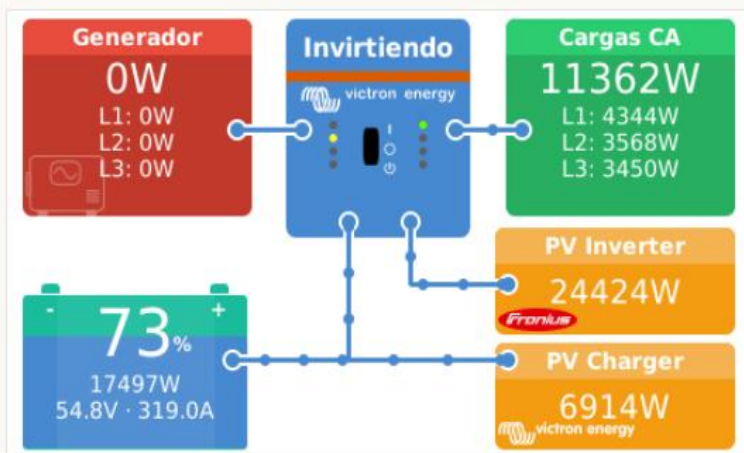 Generador
0W
L1: 0W
L2: 0W
L3: 0W
Invirtiendo
victron energy
Cargas CA
11362W
L1: 4344W
L2: 3568W
L3: 3450W
PV Inverter
24424W
Fronius
- +
73%
17497W
54.8V · 319.0A
PV Charger
6914W
victron energy